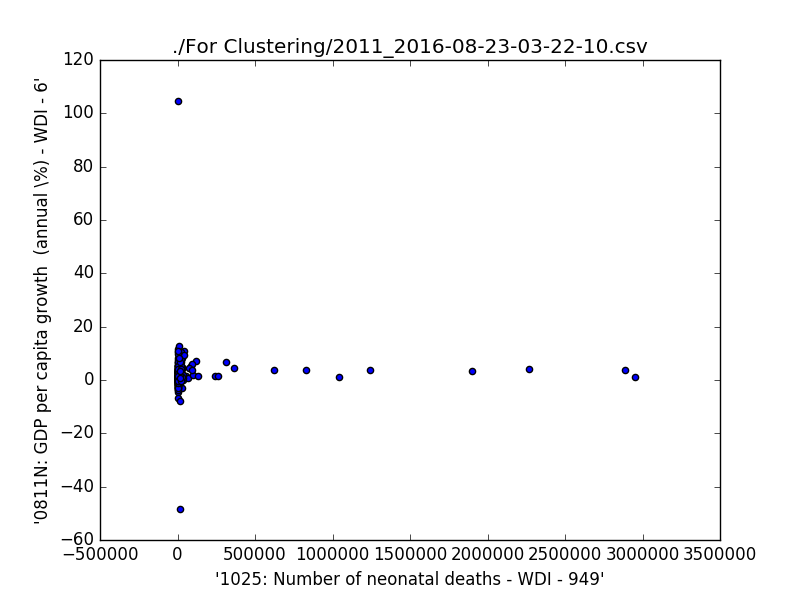 ./For Clustering/2011_2016-08-23-03-22-10.csv
120
100
80
60
40
20
0
−20
−40
−60
'0811N: GDP per capita growth  (annual \%) - WDI - 6'
−500000 0 500000 1000000 1500000 2000000 2500000 3000000 3500000
'1025: Number of neonatal deaths - WDI - 949'